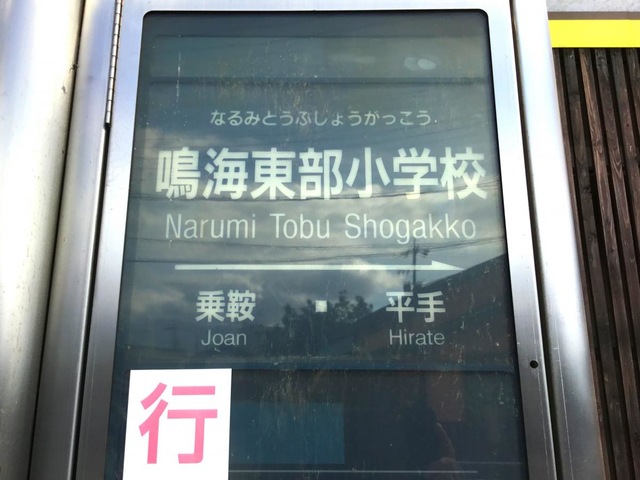 なるみとうぶしょうがっこう
鳴海東部小学校
Narumi Tobu Shogakko
乗鞍 平手
Joan Hirate
行